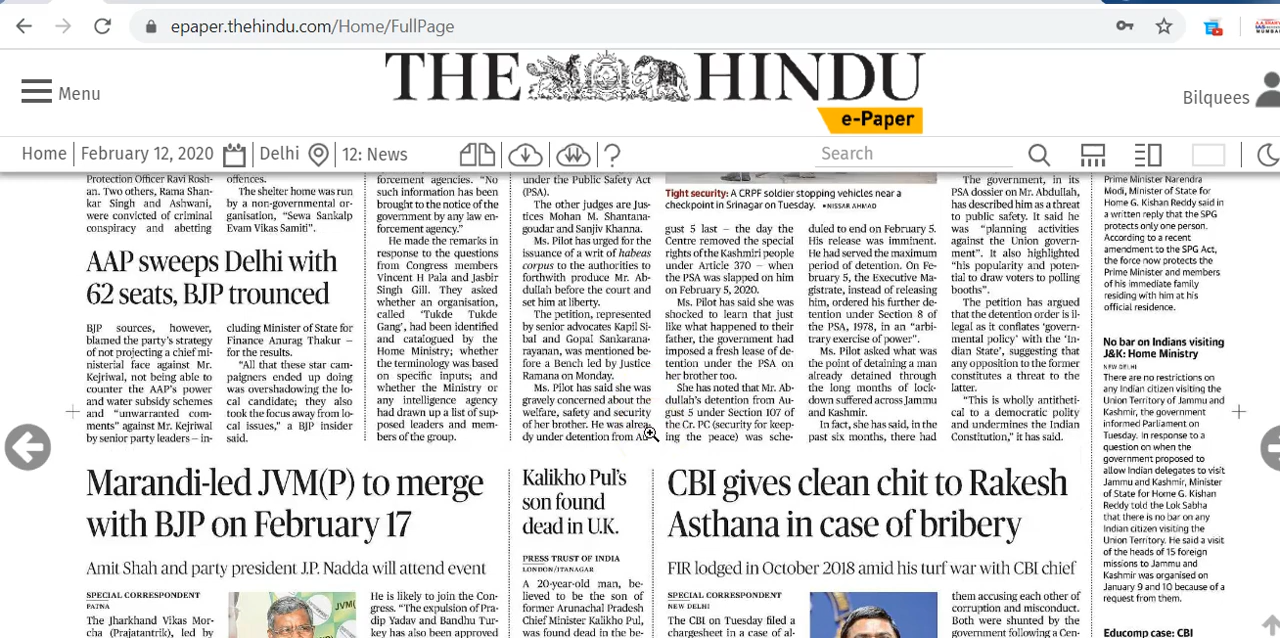 epaper.thehindu.com/Home/FullPage
THE HINDU
e-Paper
Menu
Bilquees
Home
February 12, 2020
Delhi
12: News
?
Search
Protection Officer Ravi Rosh-
an. Two others, Rama Shan-
kar Singh and Ashwani,
were convicted of criminal
conspiracy and abetting
offences.
The shelter home was run
by a non-governmental or-
ganisation, “Sewa Sankalp
Evam Vikas Samiti”.
AAP sweeps Delhi with
62 seats, BJP trounced
BJP sources, however,
blamed the party’s strategy
of not projecting a chief mi-
nisterial face against Mr.
Kejriwal, not being able to
counter the AAP’s power
and water subsidy schemes
and “unwarranted com-
ments” against Mr. Kejriwal
by senior party leaders – in-
cluding Minister of State for
Finance Anurag Thakur –
for the results.
“All that these star cam-
paigners ended up doing
was overshadowing the lo-
cal candidate; they also
took the focus away from lo-
cal issues,” a BJP insider
said.
forcement agencies. “No
such information has been
brought to the notice of the
government by any law en-
forcement agency.”
He made the remarks in
response to the questions
from Congress members
Vincent H Pala and Jasbir
Singh Gill. They asked
whether an organisation,
called ‘Tukde Tukde
Gang’, had been identified
and catalogued by the
Home Ministry; whether
the terminology was based
on specific inputs; and
whether the Ministry or
any intelligence agency
had drawn up a list of sup-
posed leaders and mem-
bers of the group.
under the Public Safety Act
(PSA).
The other judges are Jus-
tices Mohan M. Shantana-
goudar and Sanjiv Khanna.
Ms. Pilot has urged for the
issuance of a writ of habeas
corpus to the authorities to
forthwith produce Mr. Ab-
dullah before the court and
set him at liberty.
The petition, represented
by senior advocates Kapil Si-
bal and Gopal Sankarana-
rayanan, was mentioned be-
fore a Bench led by Justice
Ramana on Monday.
Ms. Pilot has said she was
gravely concerned about the
welfare, safety and security
of her brother. He was alrea-
dy under detention from Au-
Tight security: A CRPF soldier stopping vehicles near a
checkpoint in Srinagar on Tuesday. •NISSAR AHMAD
gust 5 last – the day the
Centre removed the special
rights of the Kashmiri people
under Article 370 – when
the PSA was slapped on him
on February 5, 2020.
Ms. Pilot has said she was
shocked to learn that just
like what happened to their
father, the government had
imposed a fresh lease of de-
tention under the PSA on
her brother too.
She has noted that Mr. Ab-
dullah’s detention from Au-
gust 5 under Section 107 of
the Cr. PC (security for keep-
ing the peace) was sche-
duled to end on February 5.
His release was imminent.
He had served the maximum
period of detention. On Fe-
bruary 5, the Executive Ma-
gistrate, instead of releasing
him, ordered his further de-
tention under Section 8 of
the PSA, 1978, in an “arbi-
trary exercise of power”.
Ms. Pilot asked what was
the point of detaining a man
already detained through
the long months of lock-
down suffered across Jammu
and Kashmir.
In fact, she has said, in the
past six months, there had
The government, in its
PSA dossier on Mr. Abdullah,
has described him as a threat
to public safety. It said he
was “planning activities
against the Union govern-
ment”. It also highlighted
“his popularity and poten-
tial to draw voters to polling
booths”.
The petition has argued
that the detention order is il-
legal as it conflates ‘govern-
mental policy’ with the ‘In-
dian State’, suggesting that
any opposition to the former
constitutes a threat to the
latter.
“This is wholly antitheti-
cal to a democratic polity
and undermines the Indian
Constitution,” it has said.
Prime Minister Narendra
Modi, Minister of State for
Home G. Kishan Reddy said in
a written reply that the SPG
protects only one person.
According to a recent
amendment to the SPG Act,
the force now protects the
Prime Minister and members
of his immediate family
residing with him at his
official residence.
No bar on Indians visiting
J&K: Home Ministry
NEW DELHI
There are no restrictions on
any Indian citizen visiting
the Union Territory of Jammu
and Kashmir, the government
informed Parliament on
Tuesday. In response to a
question on when the
government proposed to
allow Indian delegates to visit
Jammu and Kashmir, Minister
of State for Home G. Kishan
Reddy told the Lok Sabha
that there is no bar on any
Indian citizen visiting the
Union Territory. He said a visit
of the heads of 15 foreign
missions to Jammu and
Kashmir was organised on
January 9 and 10 because of a
request from them.
Educomp case: CBI
Marandi-led JVM(P) to merge
with BJP on February 17
Amit Shah and party president J.P. Nadda will attend event
SPECIAL CORRESPONDENT
PATNA
The Jharkhand Vikas Mor-
cha (Prajatantrik), led by
JVM(
He is likely to join the Con-
gress. “The expulsion of Pra-
dip Yadav and Bandhu Tur-
key has also been approved
Kalikho Pul’s
son found
dead in U.K.
PRESS TRUST OF INDIA
LONDON/ITANAGAR
A 20-year-old man, be-
lieved to be the son of
former Arunachal Pradesh
Chief Minister Kalikho Pul,
was found dead in the be-
CBI gives clean chit to Rakesh
Asthana in case of bribery
FIR lodged in October 2018 amid his turf war with CBI chief
SPECIAL CORRESPONDENT
NEW DELHI
The CBI on Tuesday filed a
chargesheet in a case of al-
them accusing each other of
corruption and misconduct.
Both were shunted by the
government following a Cen-